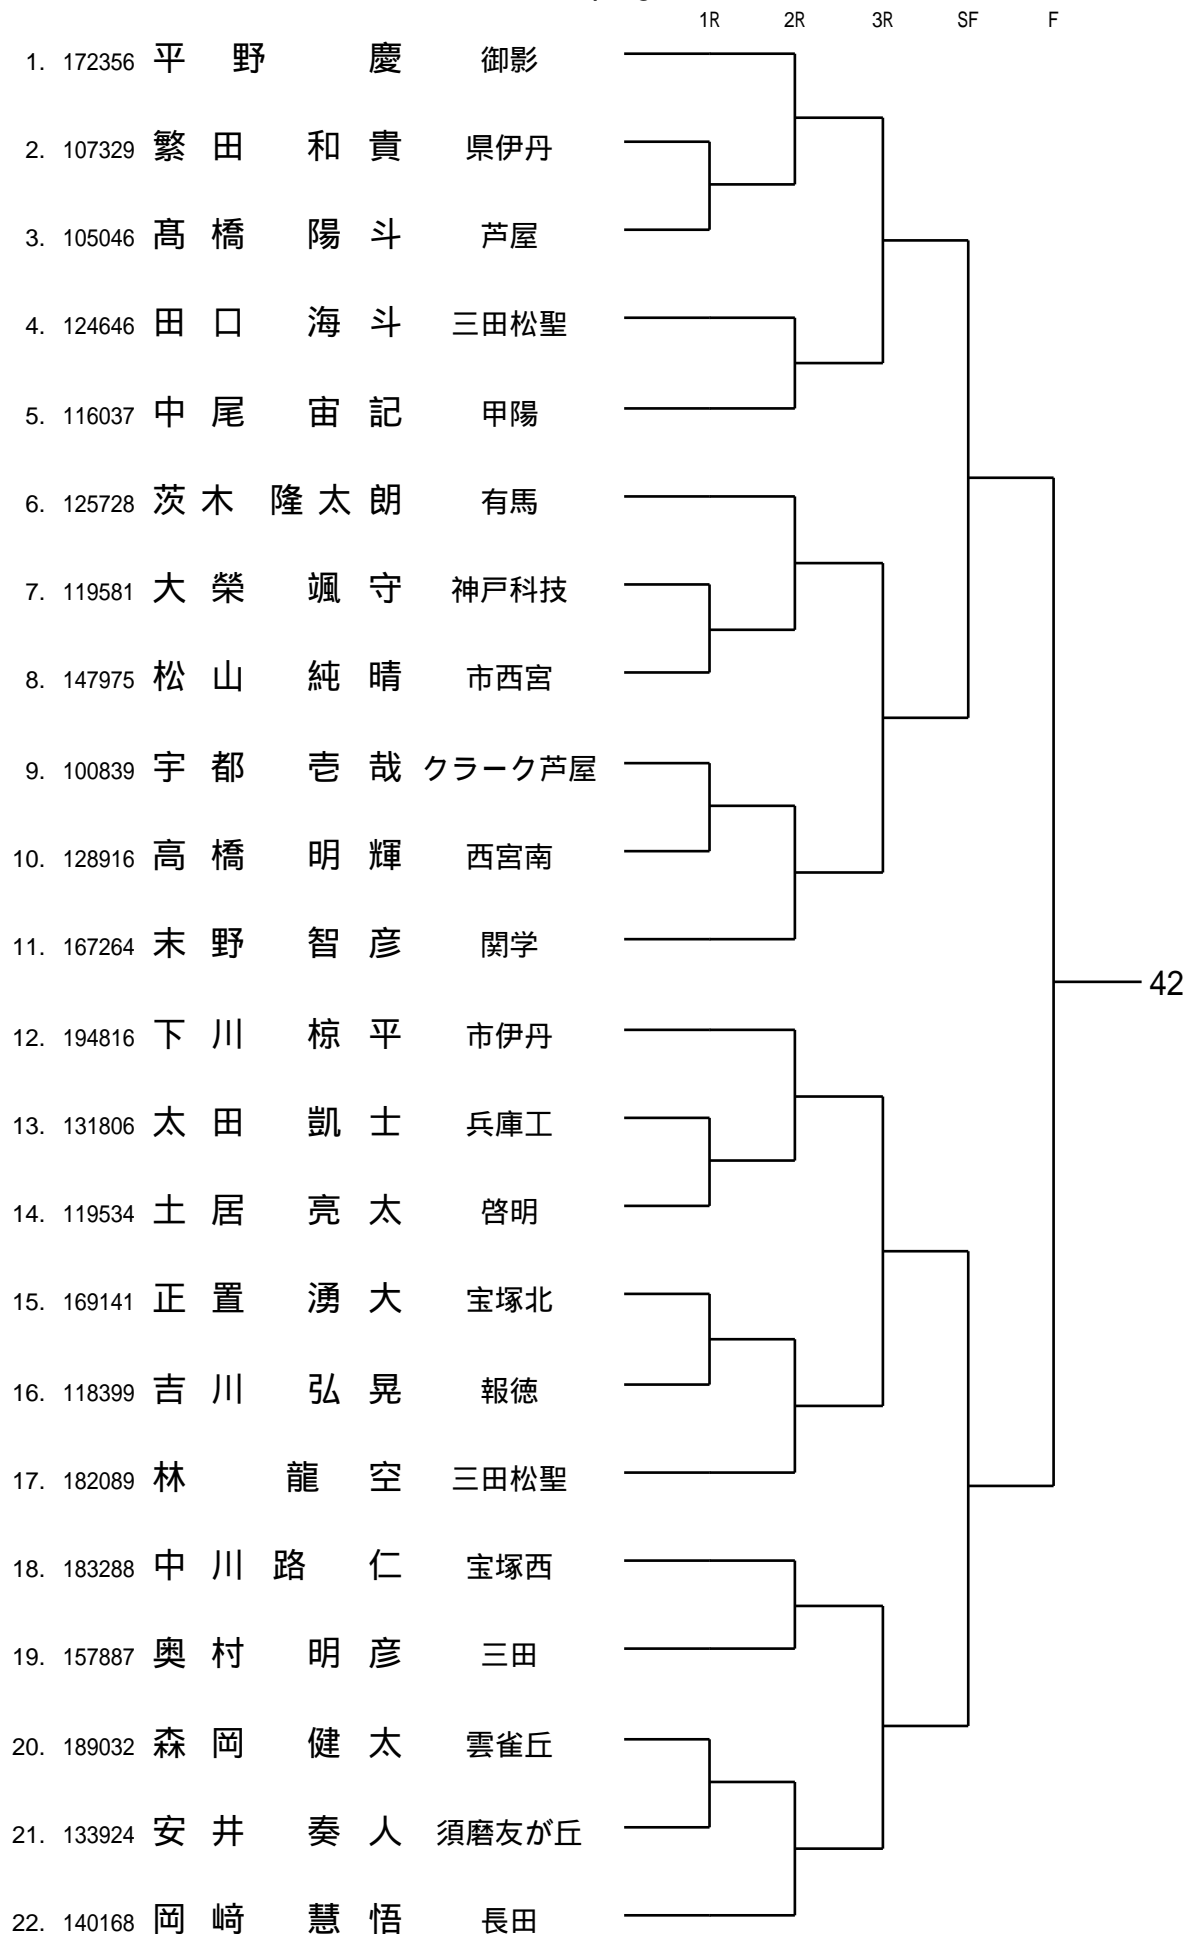 1R 2R 3R SF F
1. 172356 平野 慶 御影
2. 107329 繁田 和貴 県伊丹
3. 105046 髙橋 陽斗 芦屋
4. 124646 田口 海斗 三田松聖
5. 116037 中尾 宙記 甲陽
6. 125728 茨木 隆太朗 有馬
7. 119581 大榮 颯守 神戸科技
8. 147975 松山 純晴 市西宮
9. 100839 宇都 壱哉 クラーク芦屋
10. 128916 高橋 明輝 西宮南
11. 167264 末野 智彦 関学
42
12. 194816 下川 椋平 市伊丹
13. 131806 太田 凱士 兵庫工
14. 119534 土居 亮太 啓明
15. 169141 正置 湧大 宝塚北
16. 118399 吉川 弘晃 報徳
17. 182089 林 龍空 三田松聖
18. 183288 中川路 仁 宝塚西
19. 157887 奥村 明彦 三田
20. 189032 森岡 健太 雲雀丘
21. 133924 安井 奏人 須磨友が丘
22. 140168 岡﨑 慧悟 長田